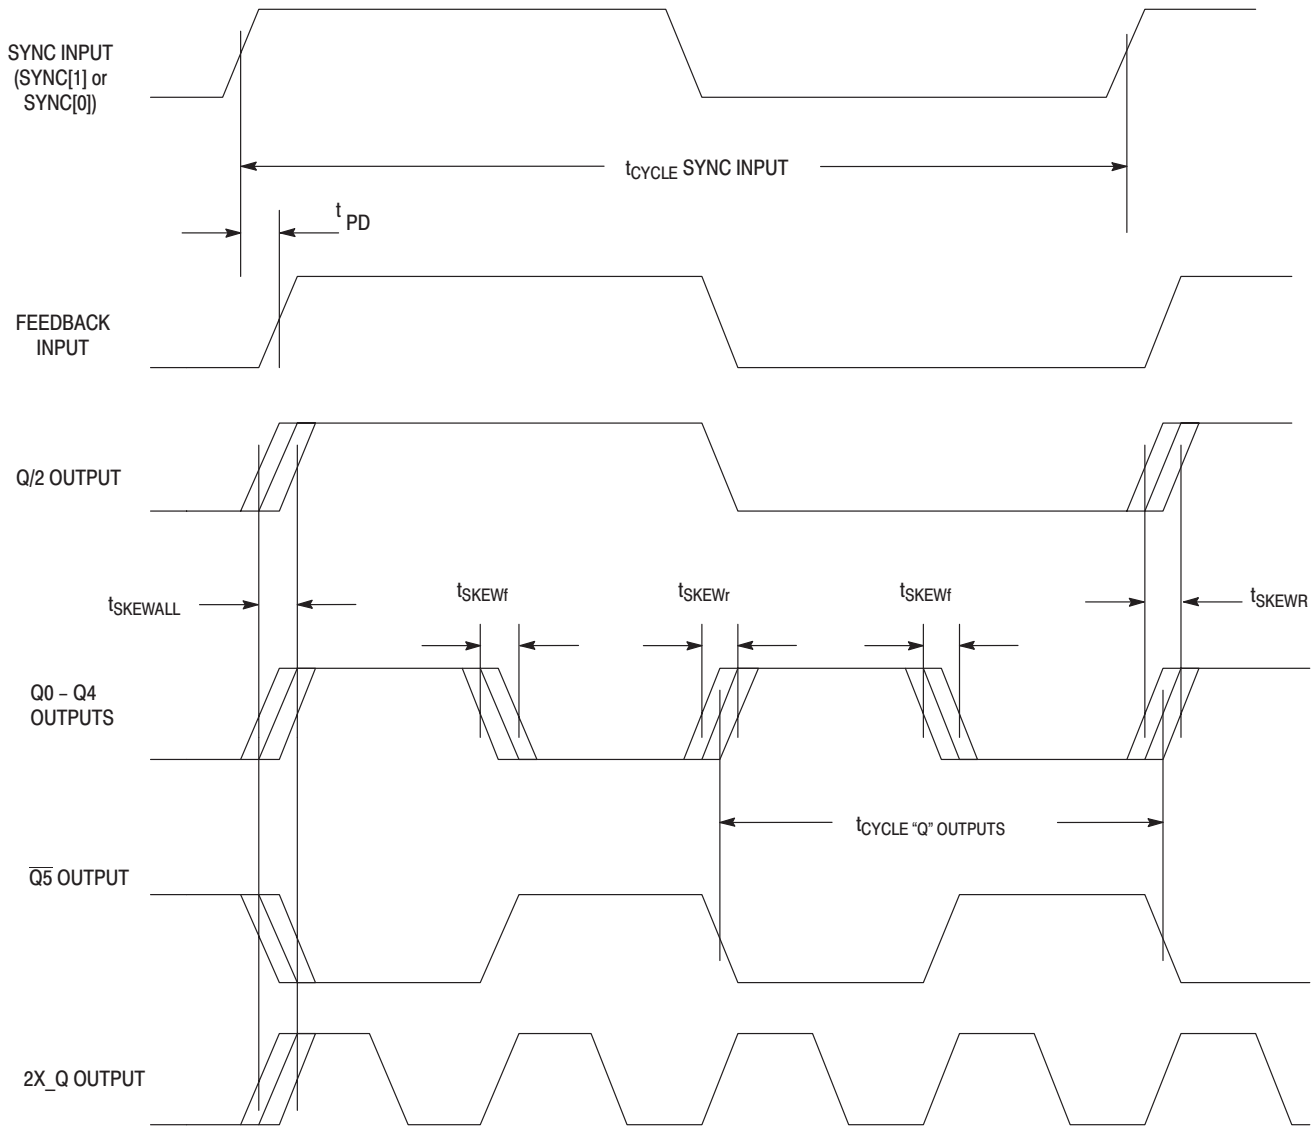 SYNC INPUT
(SYNC[1] or
SYNC[0])
tCYCLE SYNC INPUT
t PD
FEEDBACK
INPUT
Q/2 OUTPUT
tSKEWALL
tSKEWf
tSKEWr
tSKEWf
tSKEWR
Q0 – Q4
OUTPUTS
tCYCLE “Q” OUTPUTS
Q̅5̅ OUTPUT
2X_Q OUTPUT